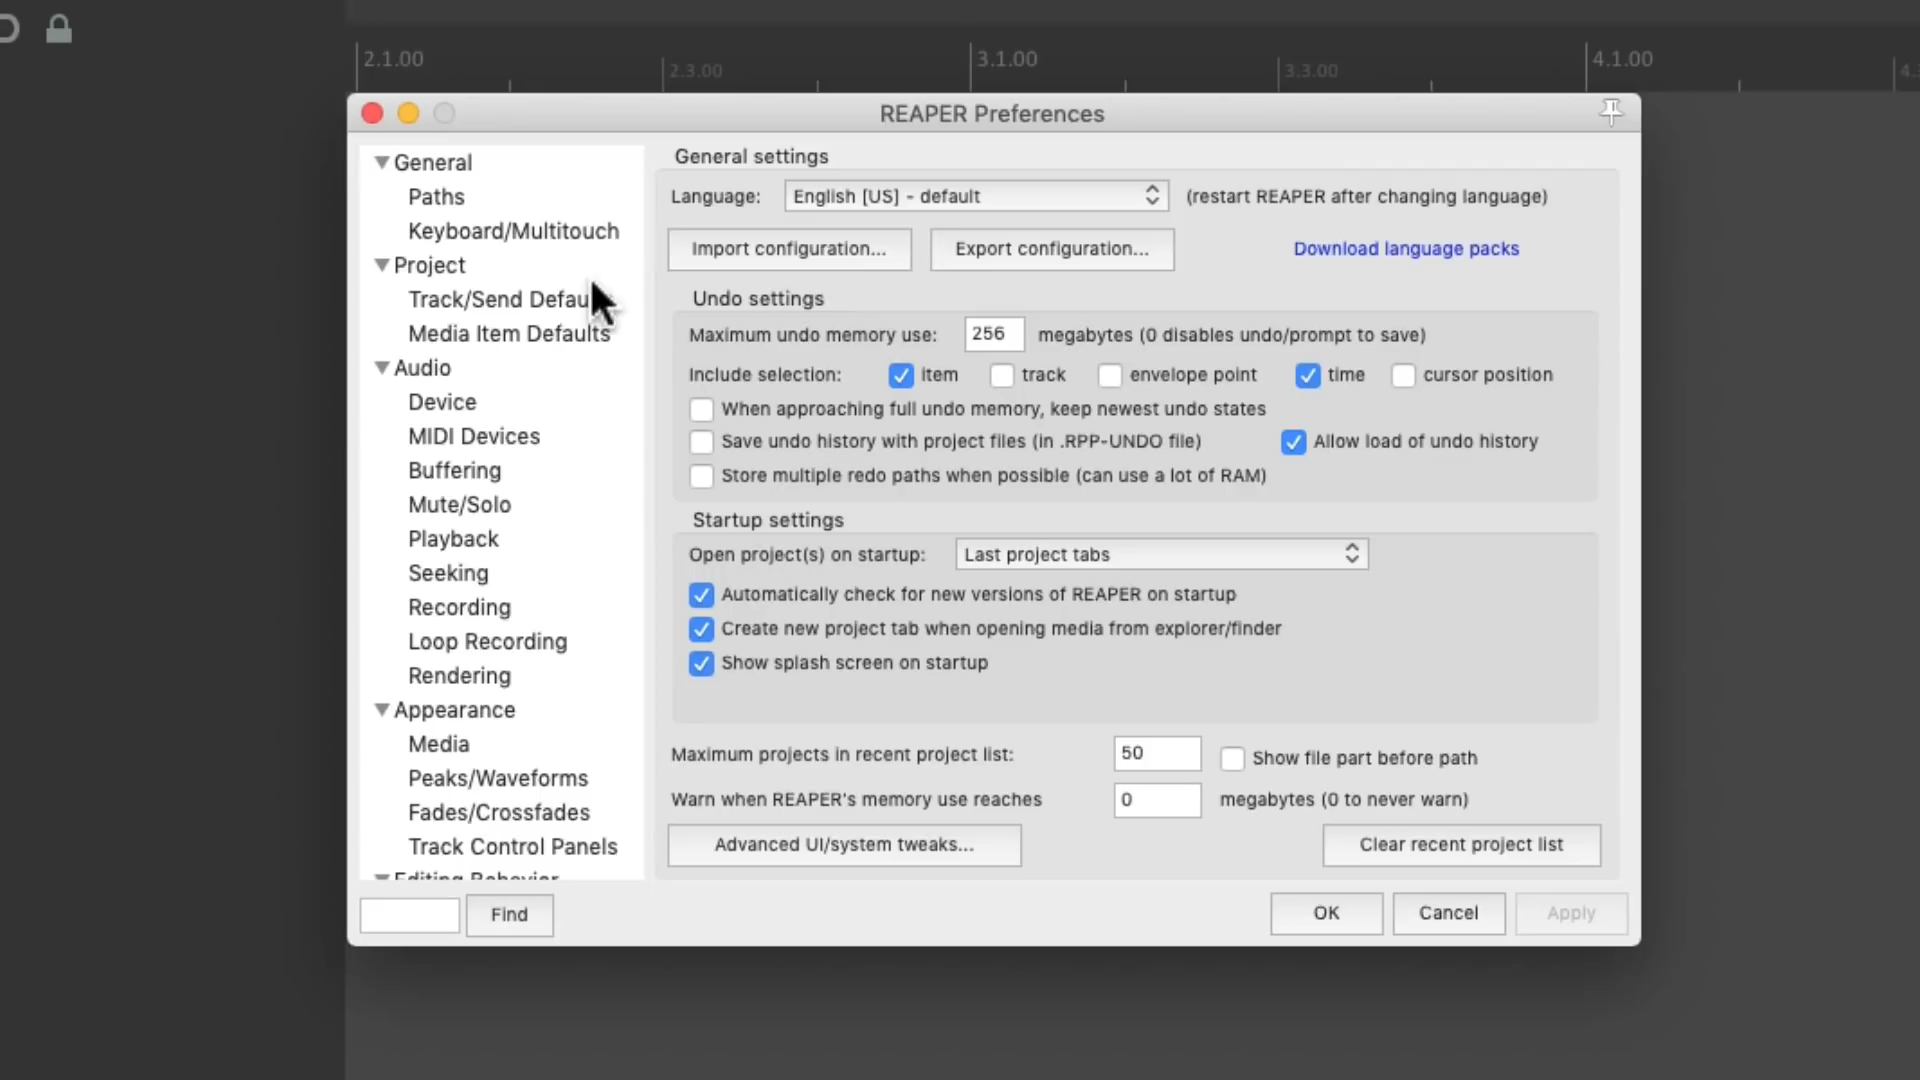 2.1.00
2.3.00
3.1.00
3.3.00
4.1.00
REAPER Preferences
General
Paths
Keyboard/Multitouch
Project
Track/Send
Media Item Defaults
Audio
Device
MIDI Devices
Buffering
Mute/Solo
Playback
Seeking
Recording
Loop Recording
Rendering
Appearance
Media
Peaks/Waveforms
Fades/Crossfades
Track Control Panels
Editing Behavior
Find
General settings
Language: English [US] - default (restart REAPER after changing language)
Import configuration... Export configuration... Download language packs
Undo settings
Maximum undo memory use: 256 megabytes (0 disables undo/prompt to save)
Include selection: item track envelope point time cursor position
When approaching full undo memory, keep newest undo states
Save undo history with project files (in .RPP-UNDO file) Allow load of undo history
Store multiple redo paths when possible (can use a lot of RAM)
Startup settings
Open project(s) on startup: Last project tabs
Automatically check for new versions of REAPER on startup
Create new project tab when opening media from explorer/finder
Show splash screen on startup
Maximum projects in recent project list: 50 Show file part before path
Warn when REAPER's memory use reaches 0 megabytes (0 to never warn)
Advanced UI/system tweaks... Clear recent project list
OK Cancel Apply